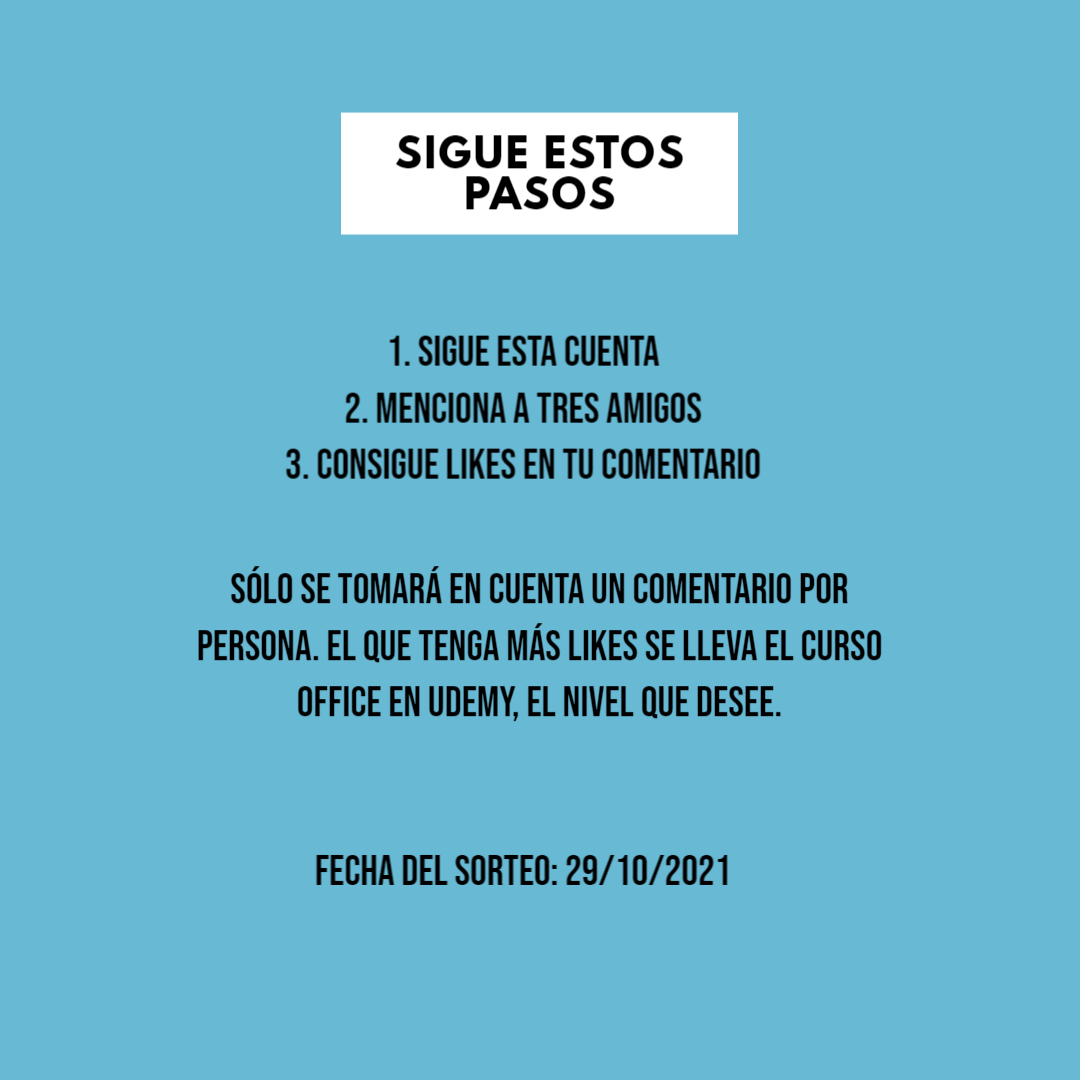 SIGUE ESTOS
PASOS
1. SIGUE ESTA CUENTA
2. MENCIONA A TRES AMIGOS
3. CONSIGUE LIKES EN TU COMENTARIO
SÓLO SE TOMARÁ EN CUENTA UN COMENTARIO POR
PERSONA. EL QUE TENGA MÁS LIKES SE LLEVA EL CURSO
OFFICE EN UDEMY, EL NIVEL QUE DESEE.
FECHA DEL SORTEO: 29/10/2021